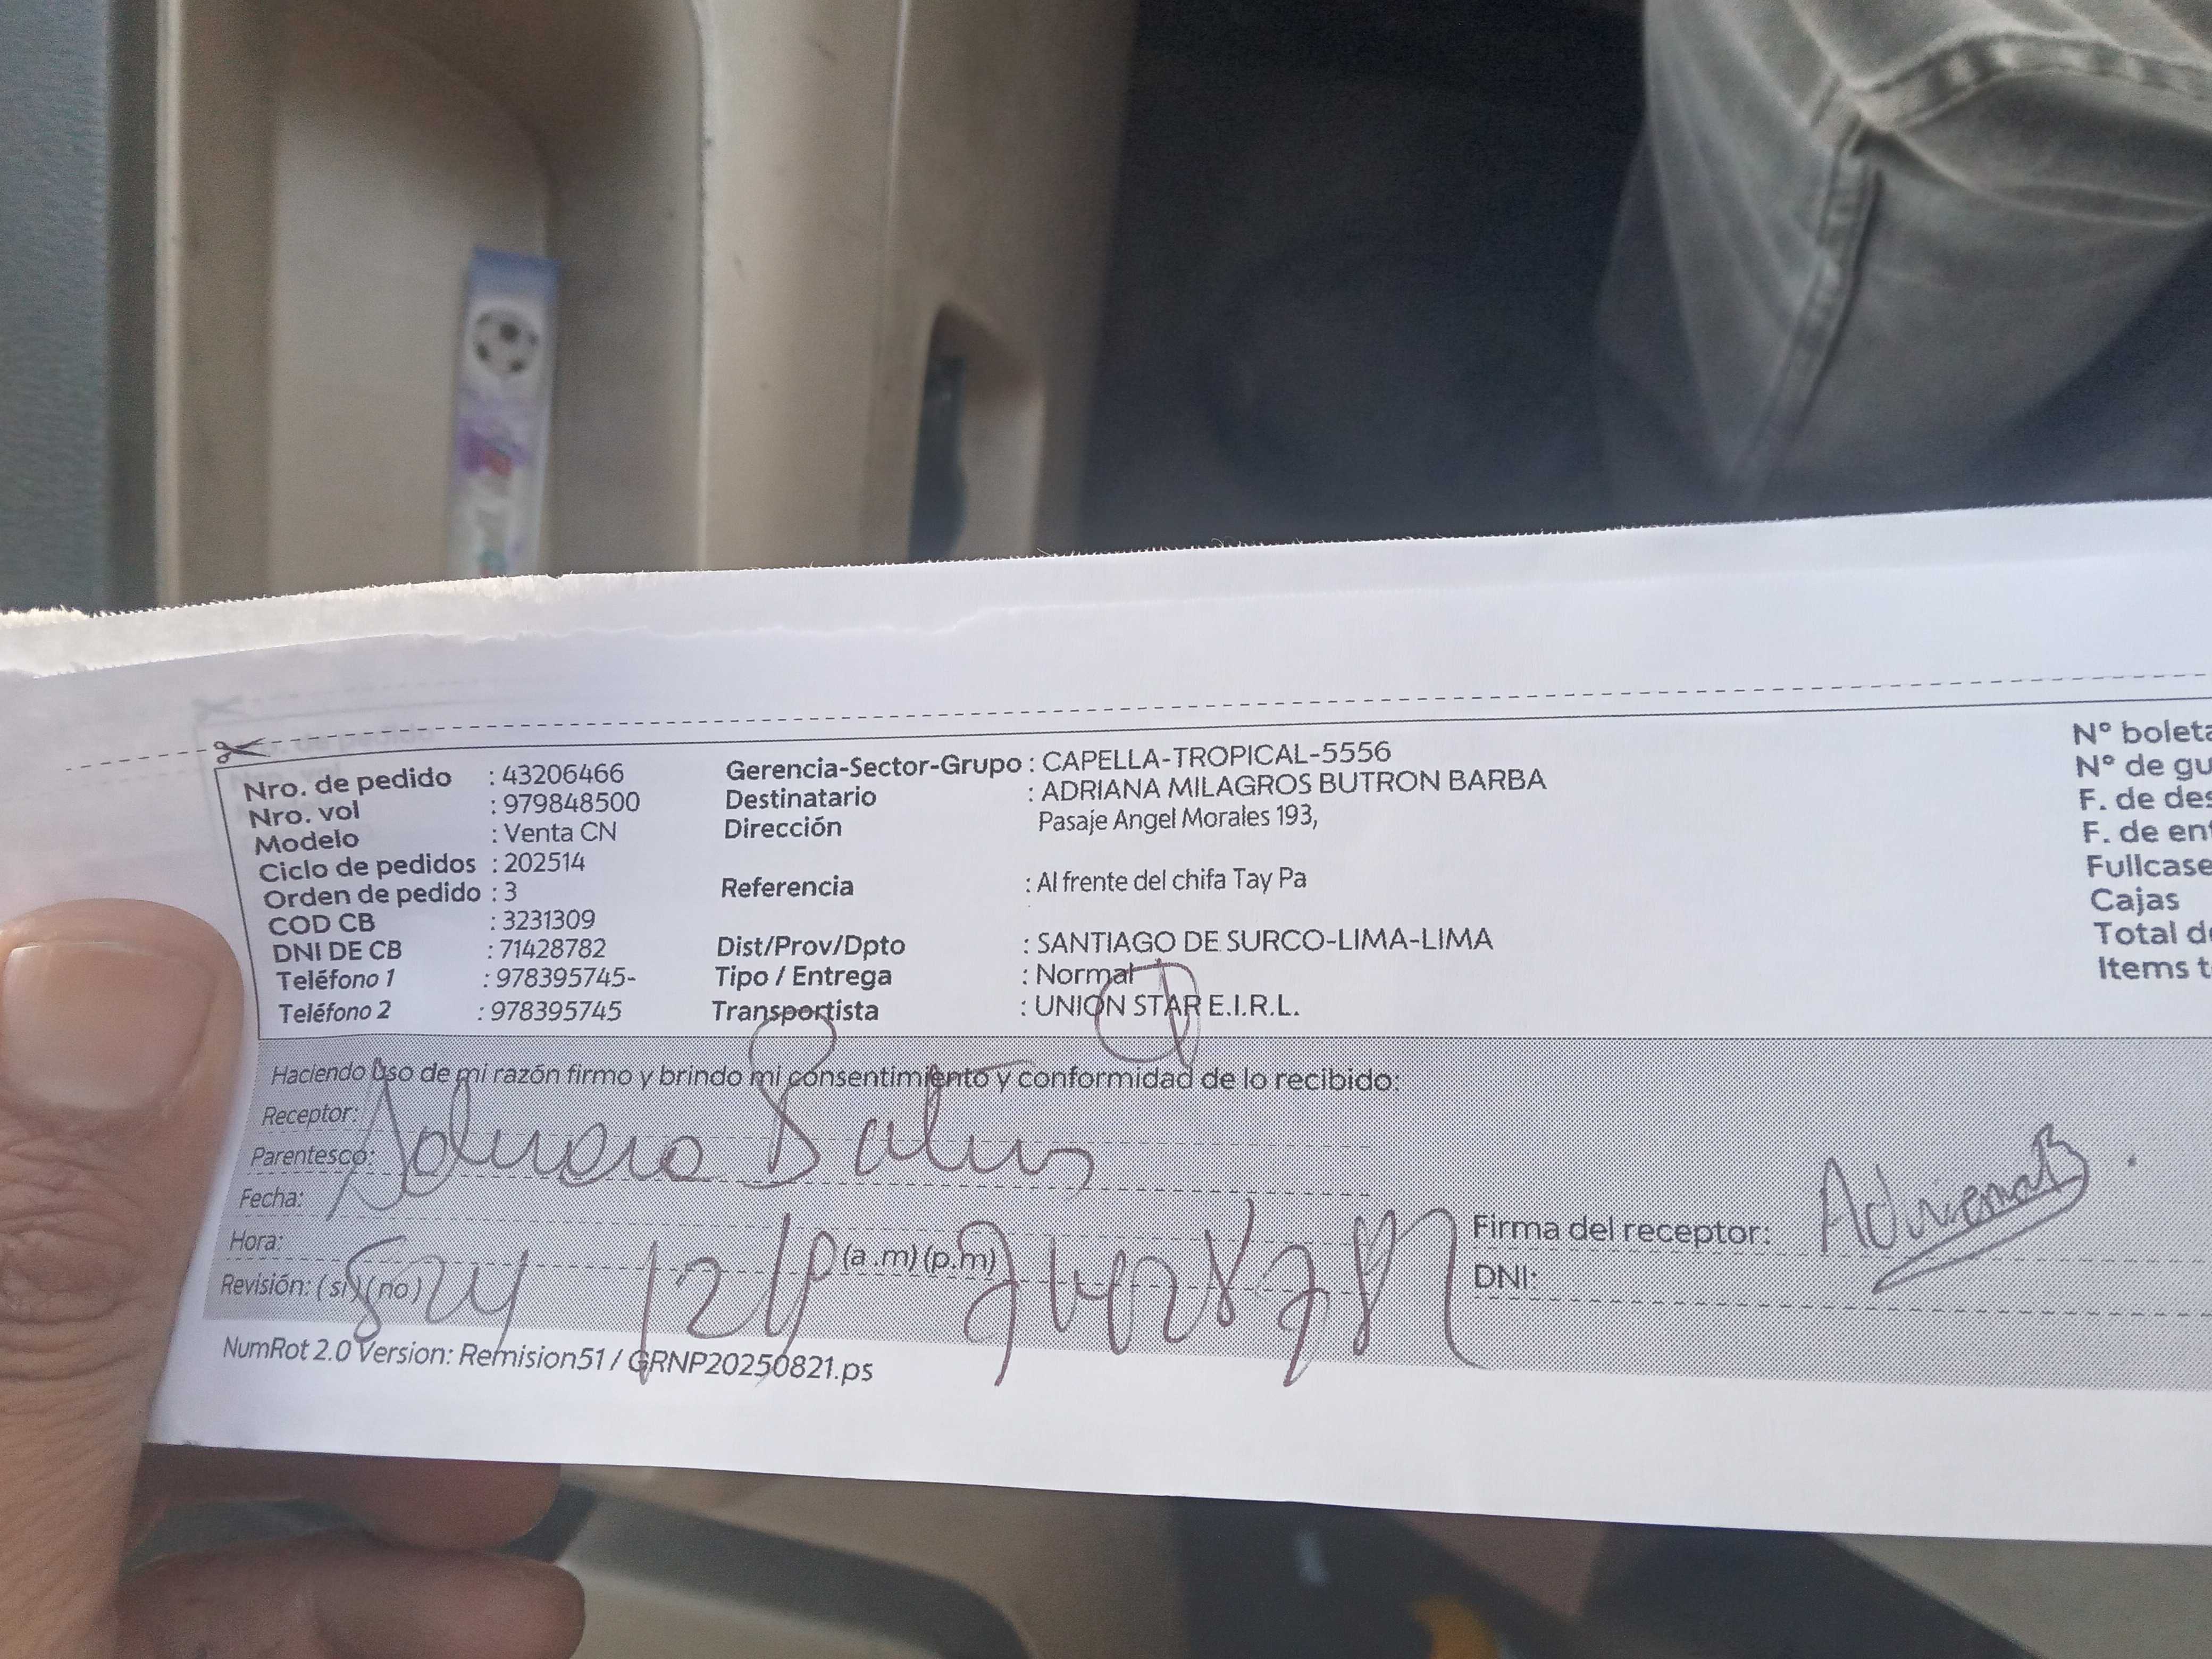 Nro. de pedido : 43206466
Nro. vol : 979848500
Modelo : Venta CN
Ciclo de pedidos : 202514
Orden de pedido : 3
COD CB : 3231309
DNI DE CB : 71428782
Teléfono 1 : 978395745-
Teléfono 2 : 978395745
Gerencia-Sector-Grupo : CAPELLA-TROPICAL-5556
Destinatario : ADRIANA MILAGROS BUTRON BARBA
Dirección Pasaje Angel Morales 193,
Referencia : Al frente del chifa Tay Pa
Dist/Prov/Dpto : SANTIAGO DE SURCO-LIMA-LIMA
Tipo / Entrega : Normal
Transportista : UNION STAR E.I.R.L.
Nº boleta
Nº de gu
F. de des
F. de ent
Fullcase
Cajas
Total de
Items t
Haciendo uso de mi razón firmo y brindo mi consentimiento y conformidad de lo recibido:
Receptor:
Parentesco:
Fecha:
Hora: (a.m) (p.m)
Revisión: (si) (no)
Firma del receptor: AdrianaB.
DNI:
NumRot 2.0 Version: Remision51 / GRNP20250821.ps